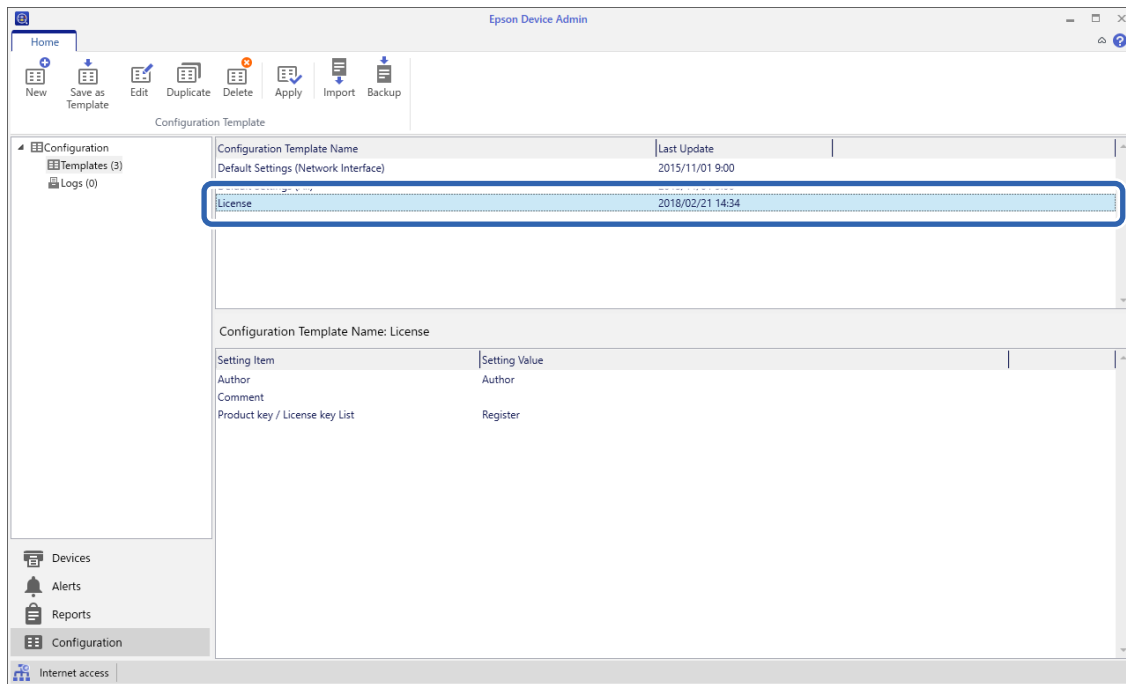 Epson Device Admin
Home
New Save as Template Edit Duplicate Delete Apply Import Backup
Configuration Template
Configuration
Templates (3)
Logs (0)
Configuration Template Name Last Update
Default Settings (Network Interface) 2015/11/01 9:00
License 2018/02/21 14:34
Configuration Template Name: License
Setting Item Setting Value
Author Author
Comment
Product key / License key List Register
Devices
Alerts
Reports
Configuration
Internet access